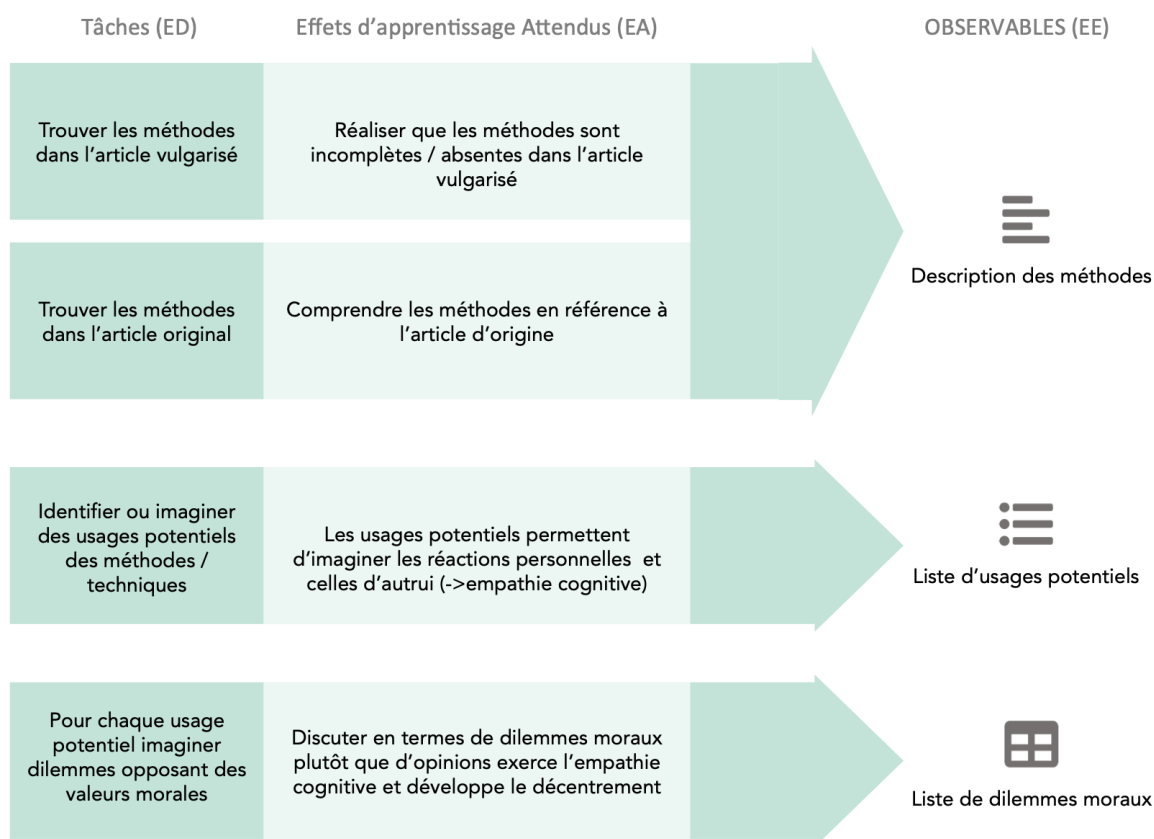 Tâches (ED)
Effets d'apprentissage Attendus (EA)
OBSERVABLES (EE)
Trouver les méthodes
dans l'article vulgarisé
Réaliser que les méthodes sont
incomplètes / absentes dans l'article
vulgarisé
Trouver les méthodes
dans l'article original
Comprendre les méthodes en référence à
l'article d'origine
Description des méthodes
Identifier ou imaginer
des usages potentiels
des méthodes /
techniques
Les usages potentiels permettent
d'imaginer les réactions personnelles et
celles d'autrui (->empathie cognitive)
Liste d'usages potentiels
Pour chaque usage
potentiel imaginer
dilemmes opposant des
valeurs morales
Discuter en termes de dilemmes moraux
plutôt que d'opinions exerce l'empathie
cognitive et développe le décentrement
Liste de dilemmes moraux